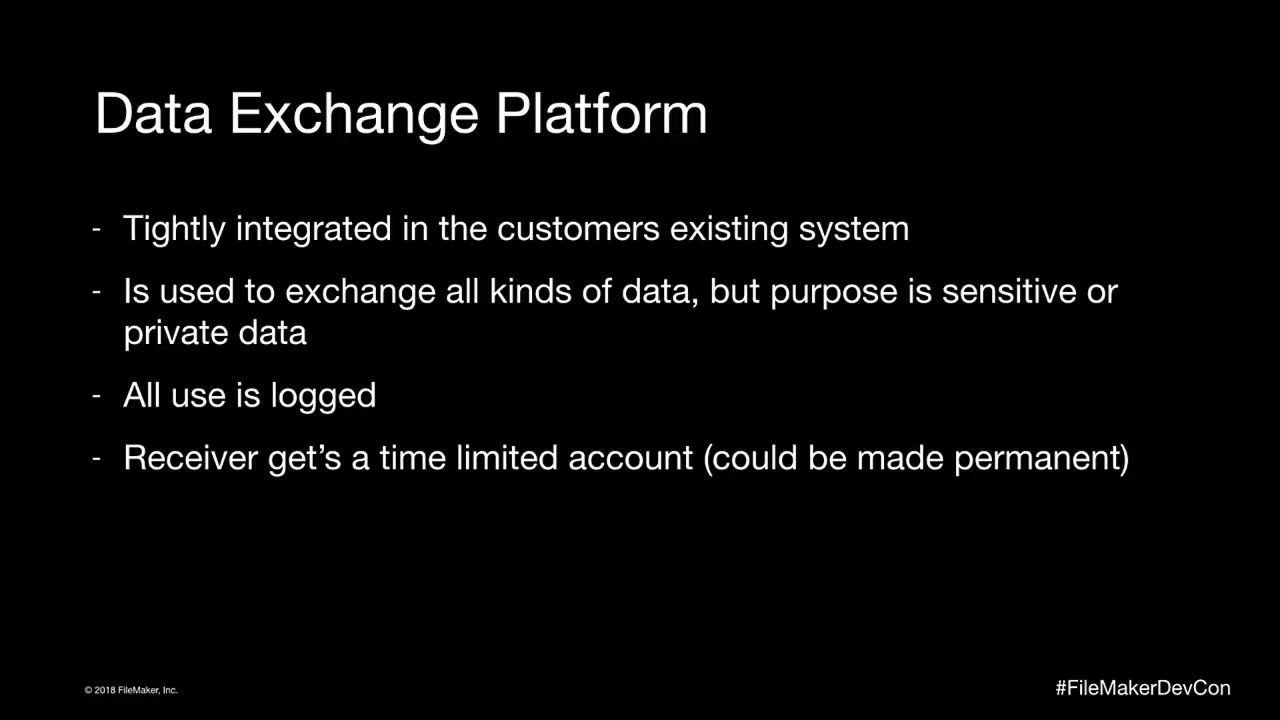 Data Exchange Platform
- Tightly integrated in the customers existing system
- Is used to exchange all kinds of data, but purpose is sensitive or
private data
- All use is logged
- Receiver get’s a time limited account (could be made permanent)
© 2018 FileMaker, Inc.
#FileMakerDevCon